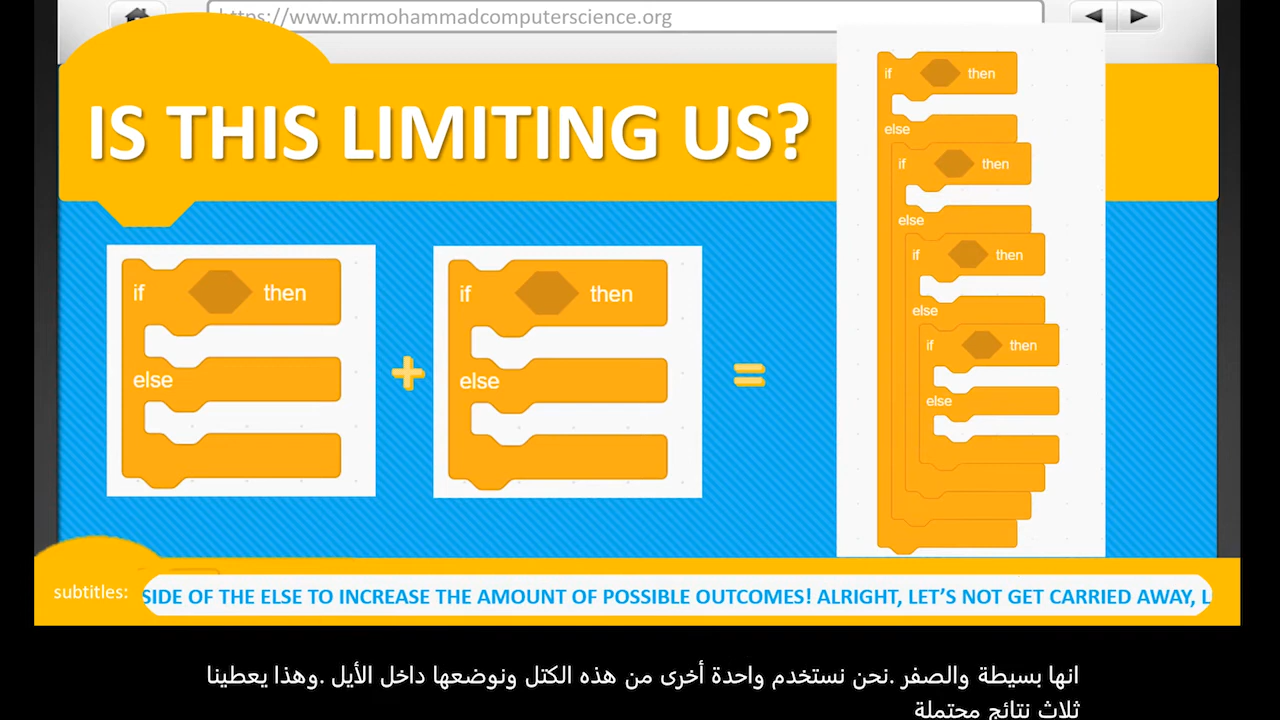 https://www.mrmohammadcomputerscience.org
IS THIS LIMITING US?
if then
else
if then
else
if then
else
if then
else
if then
else
if then
else
subtitles:
SIDE OF THE ELSE TO INCREASE THE AMOUNT OF POSSIBLE OUTCOMES! ALRIGHT, LET'S NOT GET CARRIED AWAY, L
انها بسيطة والصفر .نحن نستخدم واحدة أخرى من هذه الكتل ونوضعها داخل الأيل .وهذا يعطينا
ثلاث نتائج محتملة